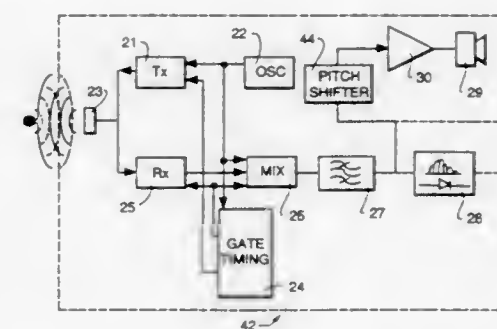 21
22
44
23
Tx
OSC
PITCH
SHIFTER
30
29
Rx
MIX
25
26
27
28
GATE
TIMING
24
42